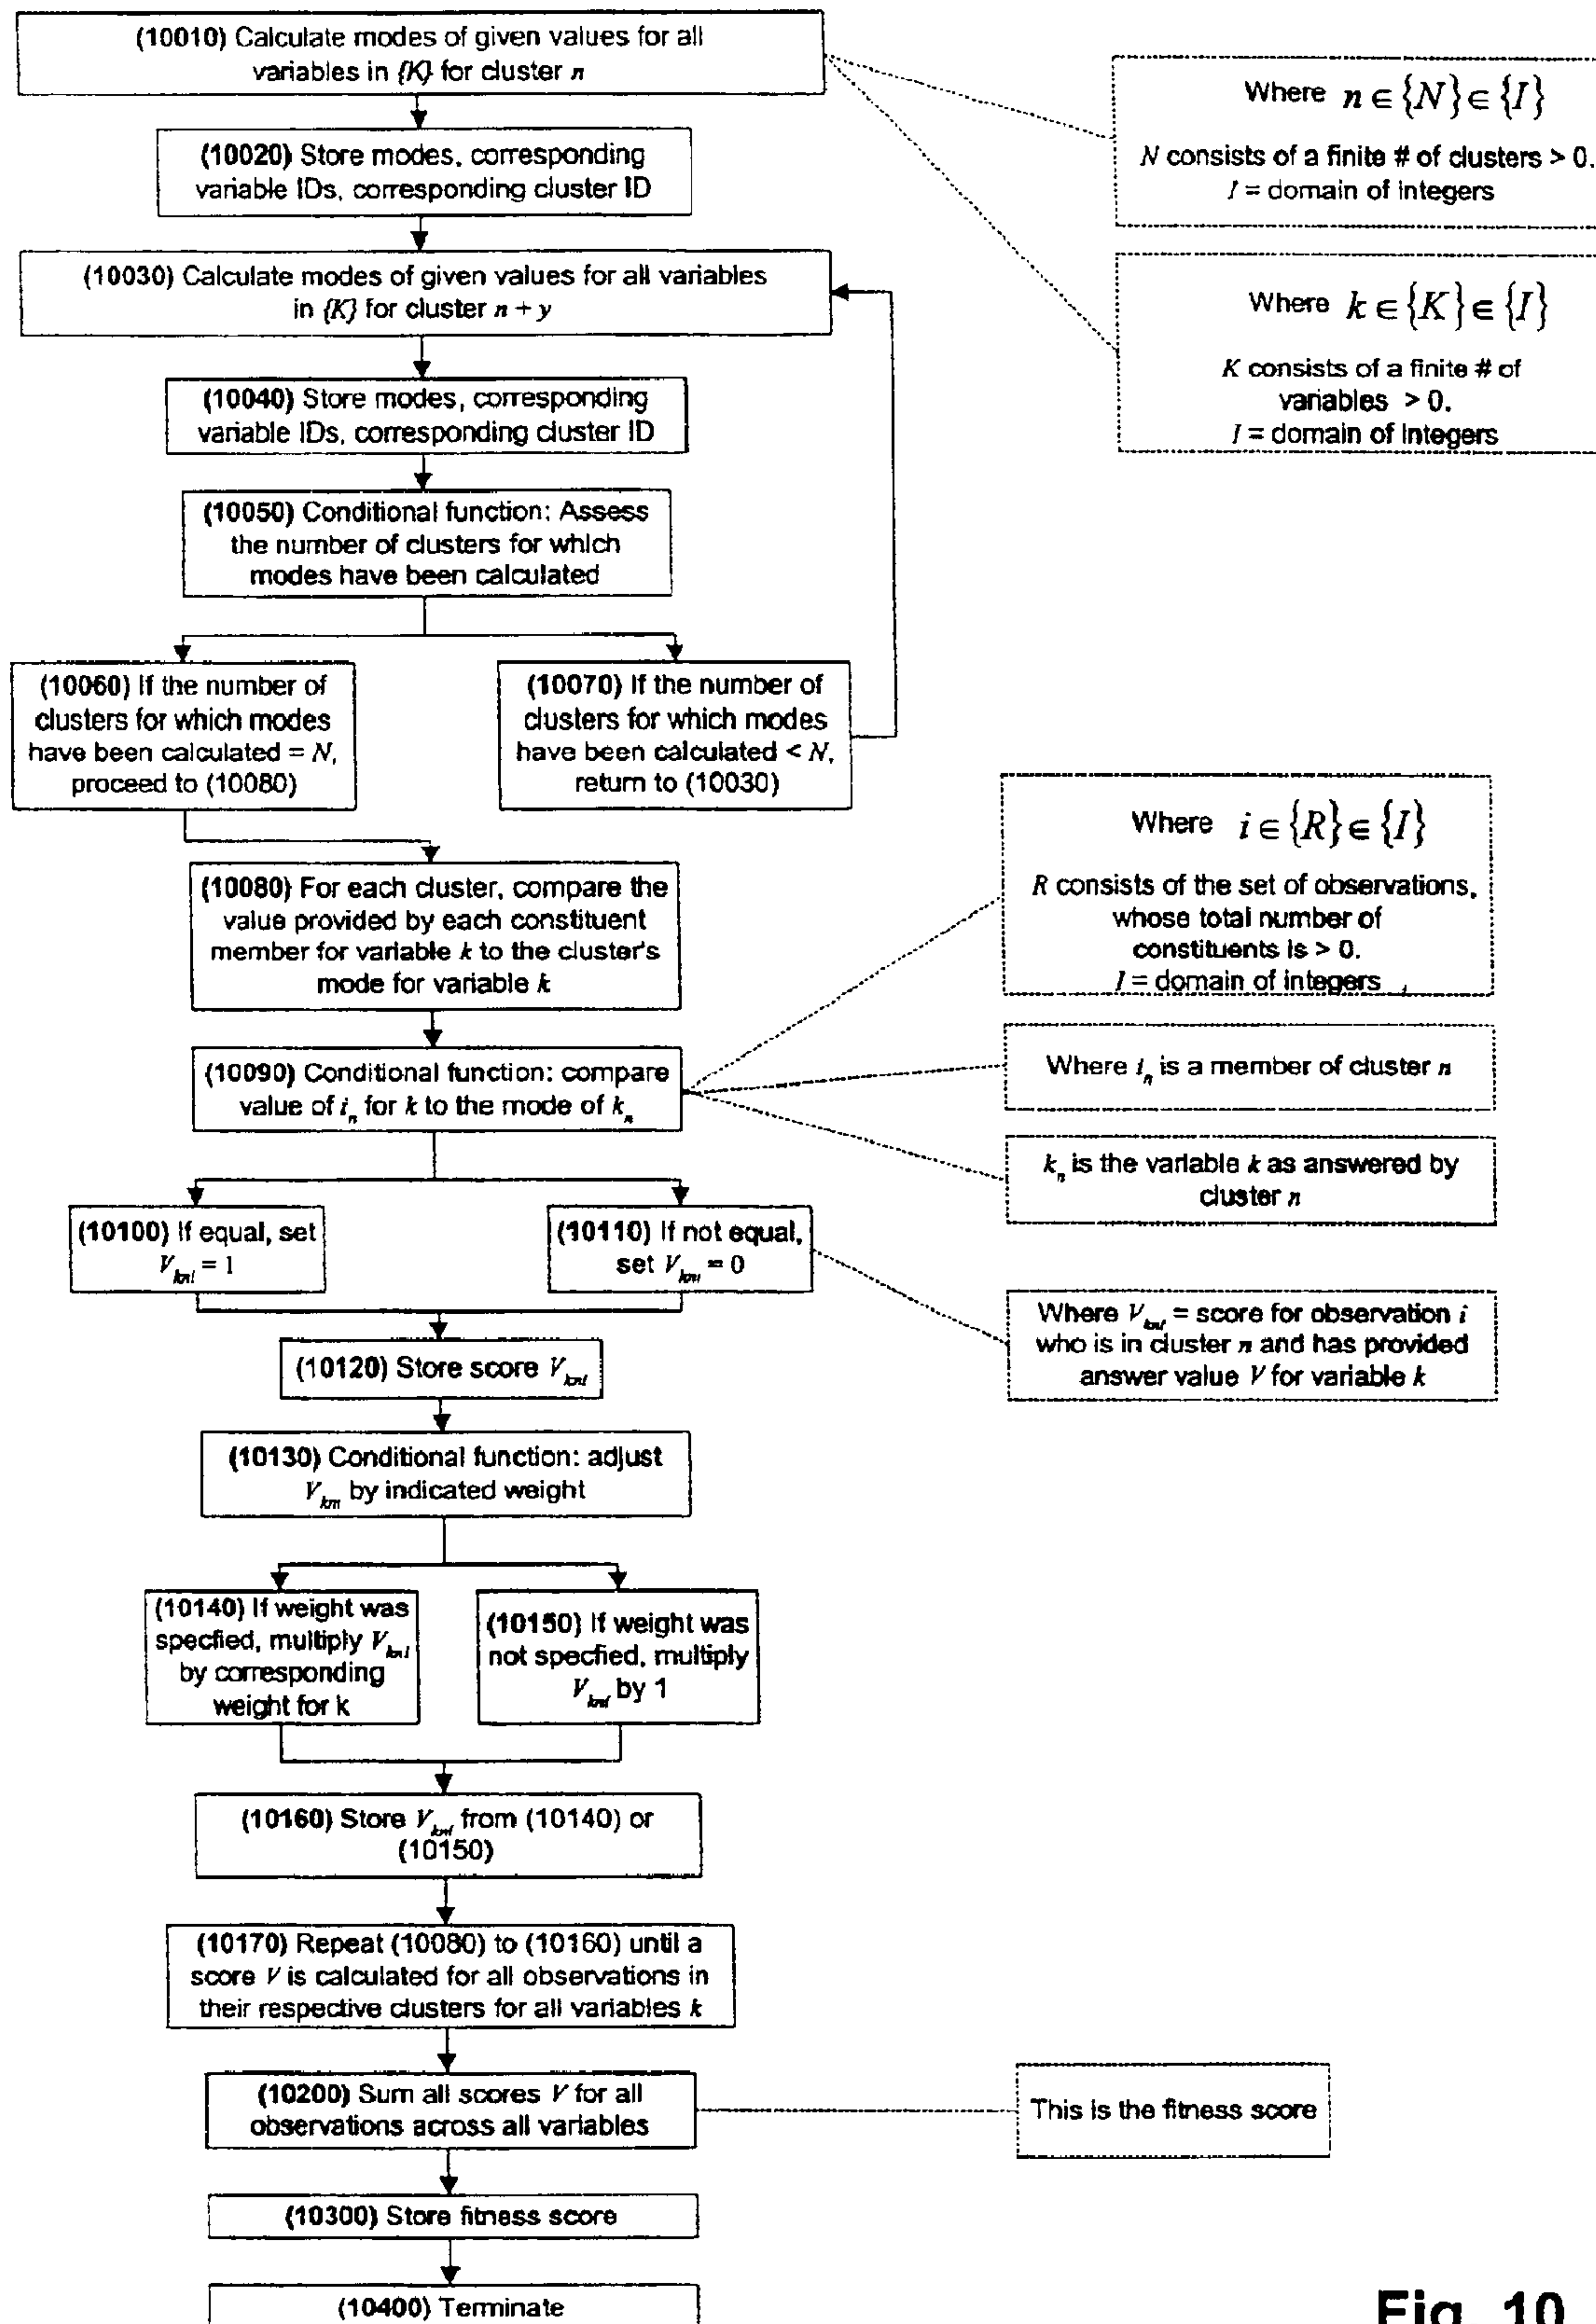 (10010) Calculate modes of given values for all
variables in {K} for cluster n
Where n ∈ {N} ∈ {I}
N consists of a finite # of clusters > 0.
I = domain of integers
(10020) Store modes, corresponding
variable IDs, corresponding cluster ID
(10030) Calculate modes of given values for all variables
in {K} for cluster n + y
Where k ∈ {K} ∈ {I}
K consists of a finite # of
variables > 0.
I = domain of integers
(10040) Store modes, corresponding
variable IDs, corresponding cluster ID
(10050) Conditional function: Assess
the number of clusters for which
modes have been calculated
(10060) If the number of
clusters for which modes
have been calculated = N,
proceed to (10080)
(10070) If the number of
clusters for which modes
have been calculated < N,
return to (10030)
Where i ∈ {R} ∈ {I}
R consists of the set of observations,
whose total number of
constituents is > 0.
I = domain of integers
(10080) For each cluster, compare the
value provided by each constituent
member for variable k to the cluster's
mode for variable k
(10090) Conditional function: compare
value of i_n for k to the mode of k_n
Where i_n is a member of cluster n
k_n is the variable k as answered by
cluster n
(10100) If equal, set
V_kni = 1
(10110) If not equal,
set V_kni = 0
Where V_kni = score for observation i
who is in cluster n and has provided
answer value V for variable k
(10120) Store score V_kni
(10130) Conditional function: adjust
V_kni by indicated weight
(10140) If weight was
specfied, multiply V_kni
by corresponding
weight for k
(10150) If weight was
not specfied, multiply
V_kni by 1
(10160) Store V_kni from (10140) or
(10150)
(10170) Repeat (10080) to (10160) until a
score V is calculated for all observations in
their respective clusters for all variables k
(10200) Sum all scores V for all
observations across all variables
This is the fitness score
(10300) Store fitness score
(10400) Terminate
Fig. 10